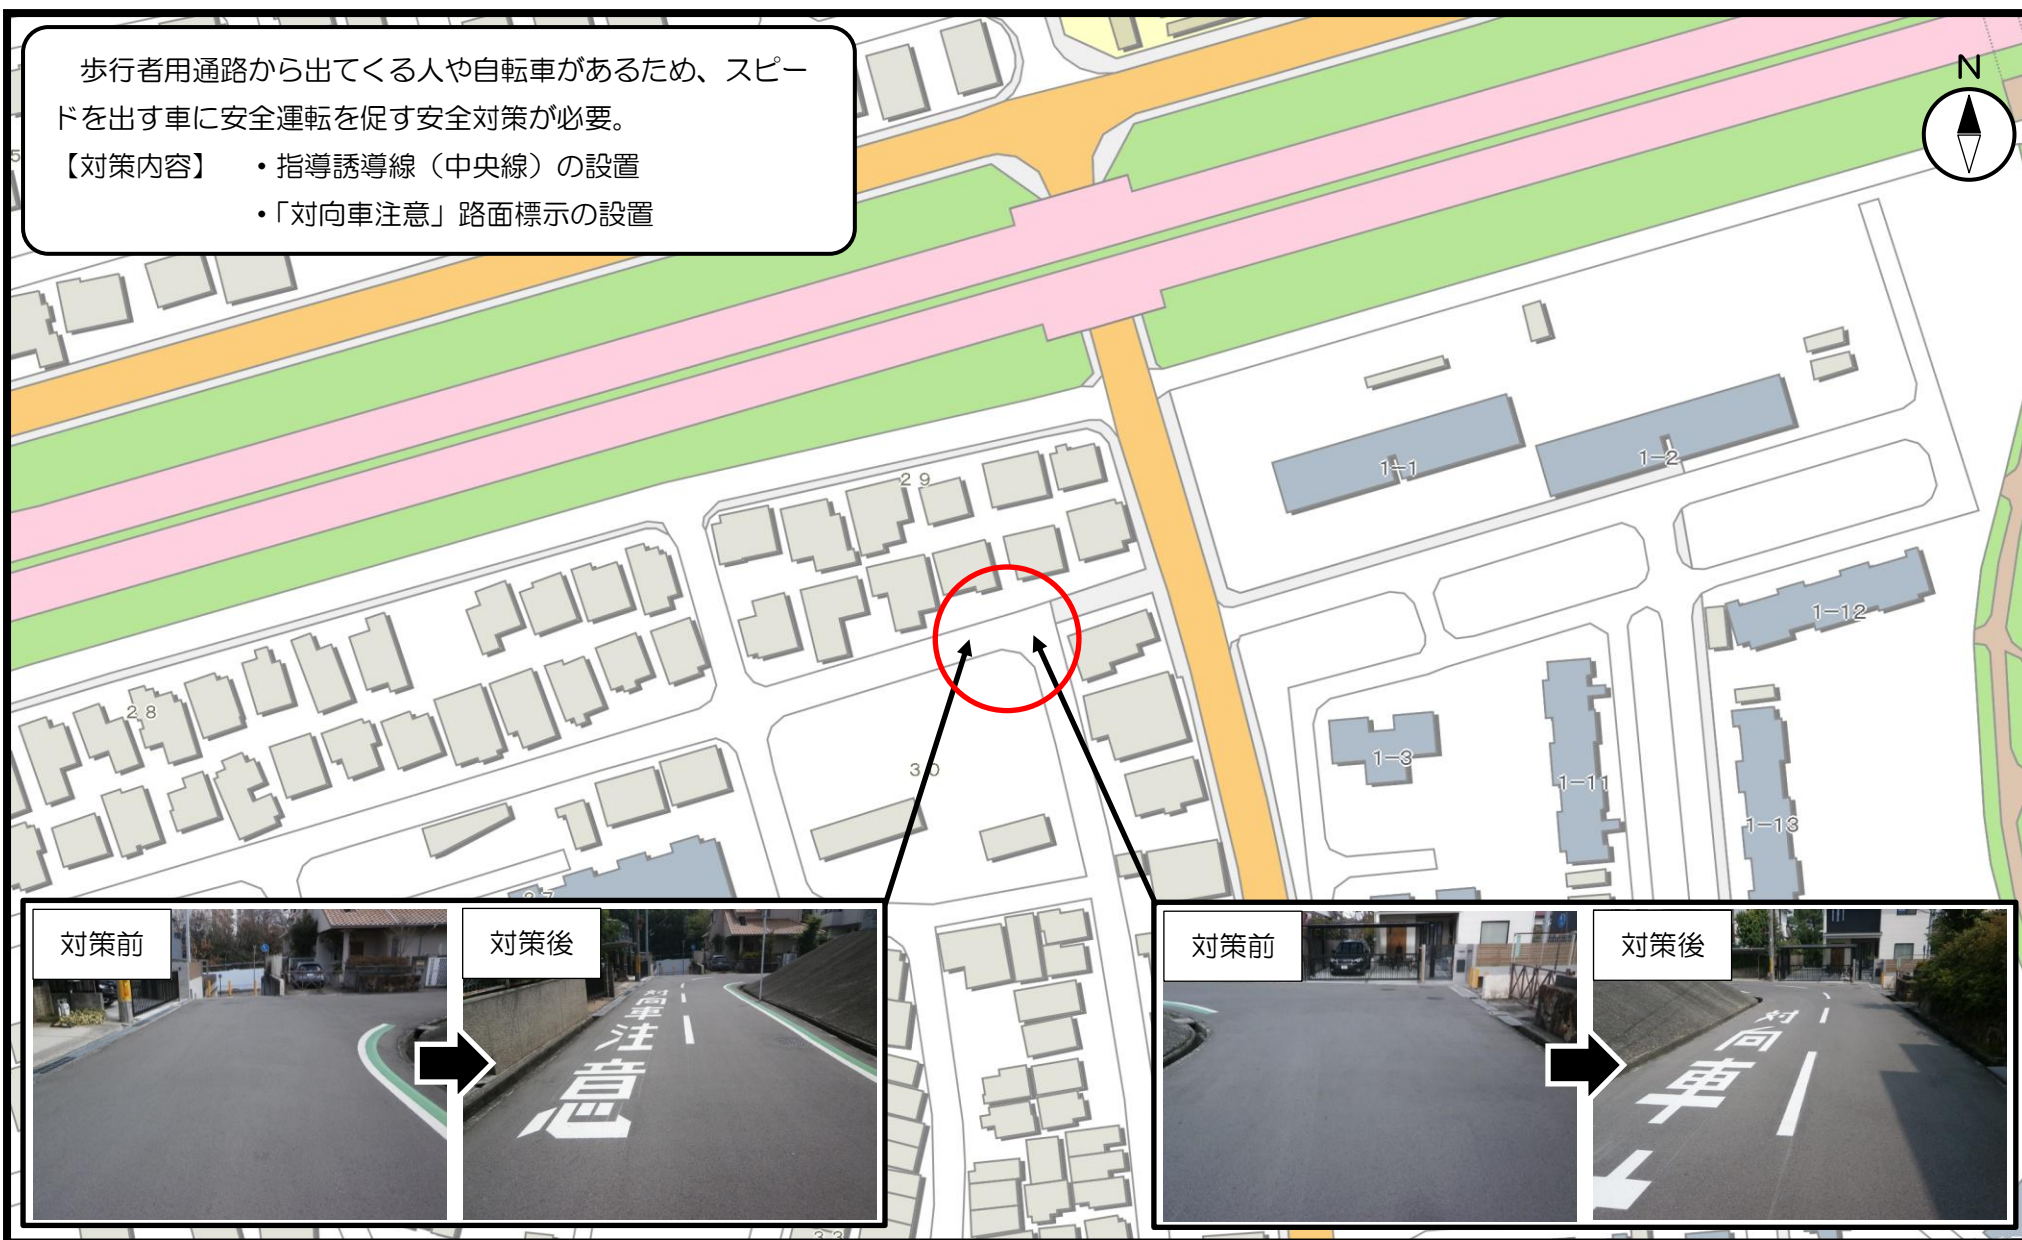 歩行者用通路から出てくる人や自転車があるため、スピー
ドを出す車に安全運転を促す安全対策が必要。
【対策内容】　・指導誘導線（中央線）の設置
・「対向車注意」路面標示の設置
N
29
28
30
1-1
1-2
1-12
1-3
1-11
1-13
対策前
対策後
対向車注意
対策前
対策後
対向車